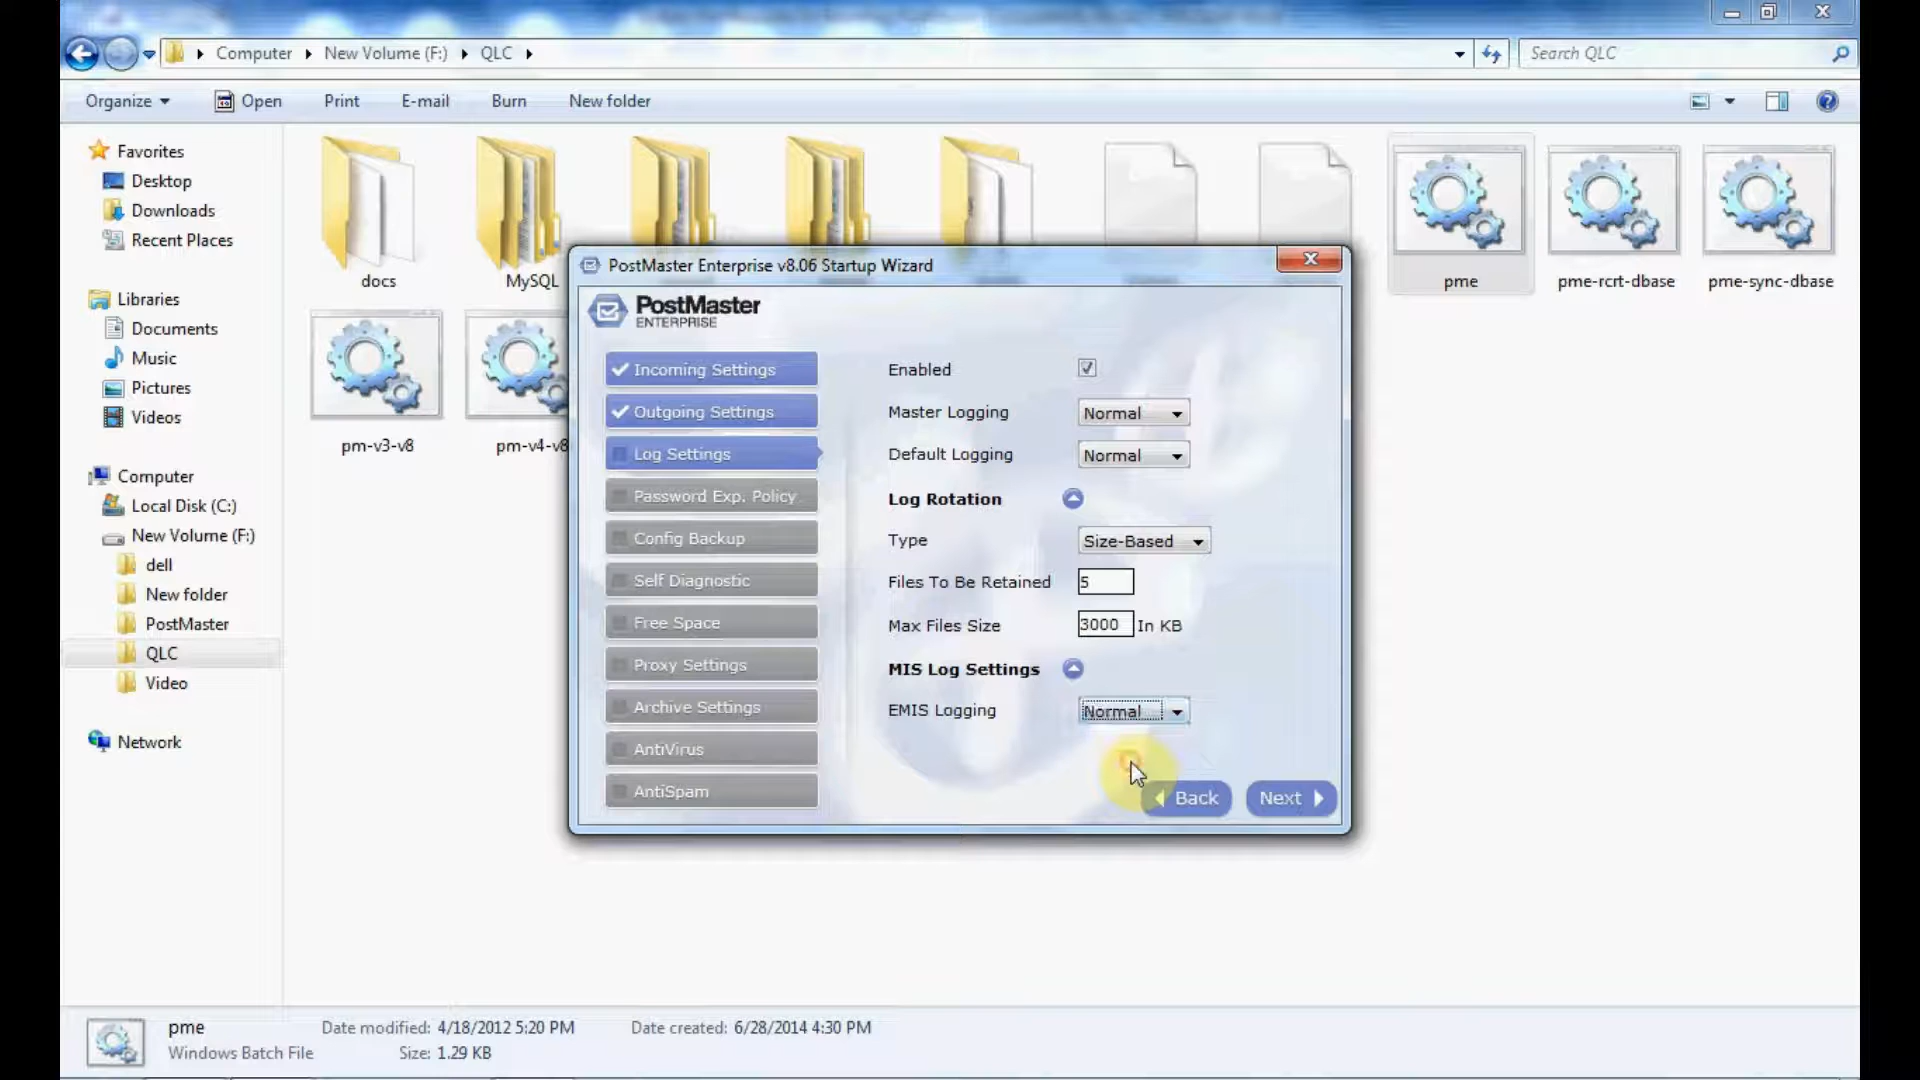 Computer New Volume (F:) QLC
Search QLC
Organize Open Print E-mail Burn New folder
Favorites
Desktop
Downloads
Recent Places
Libraries
Documents
Music
Pictures
Videos
Computer
Local Disk (C:)
New Volume (F:)
dell
New folder
PostMaster
QLC
Video
Network
docs
MySQL
pme
pme-rcrt-dbase
pme-sync-dbase
pm-v3-v8
pm-v4-v8
PostMaster Enterprise v8.06 Startup Wizard
PostMaster
ENTERPRISE
Incoming Settings
Outgoing Settings
Log Settings
Password Exp. Policy
Config Backup
Self Diagnostic
Free Space
Proxy Settings
Archive Settings
AntiVirus
AntiSpam
Enabled
Master Logging Normal
Default Logging Normal
Log Rotation
Type Size-Based
Files To Be Retained 5
Max Files Size 3000 In KB
MIS Log Settings
EMIS Logging Normal
Back Next
pme Date modified: 4/18/2012 5:20 PM Date created: 6/28/2014 4:30 PM
Windows Batch File Size: 1.29 KB